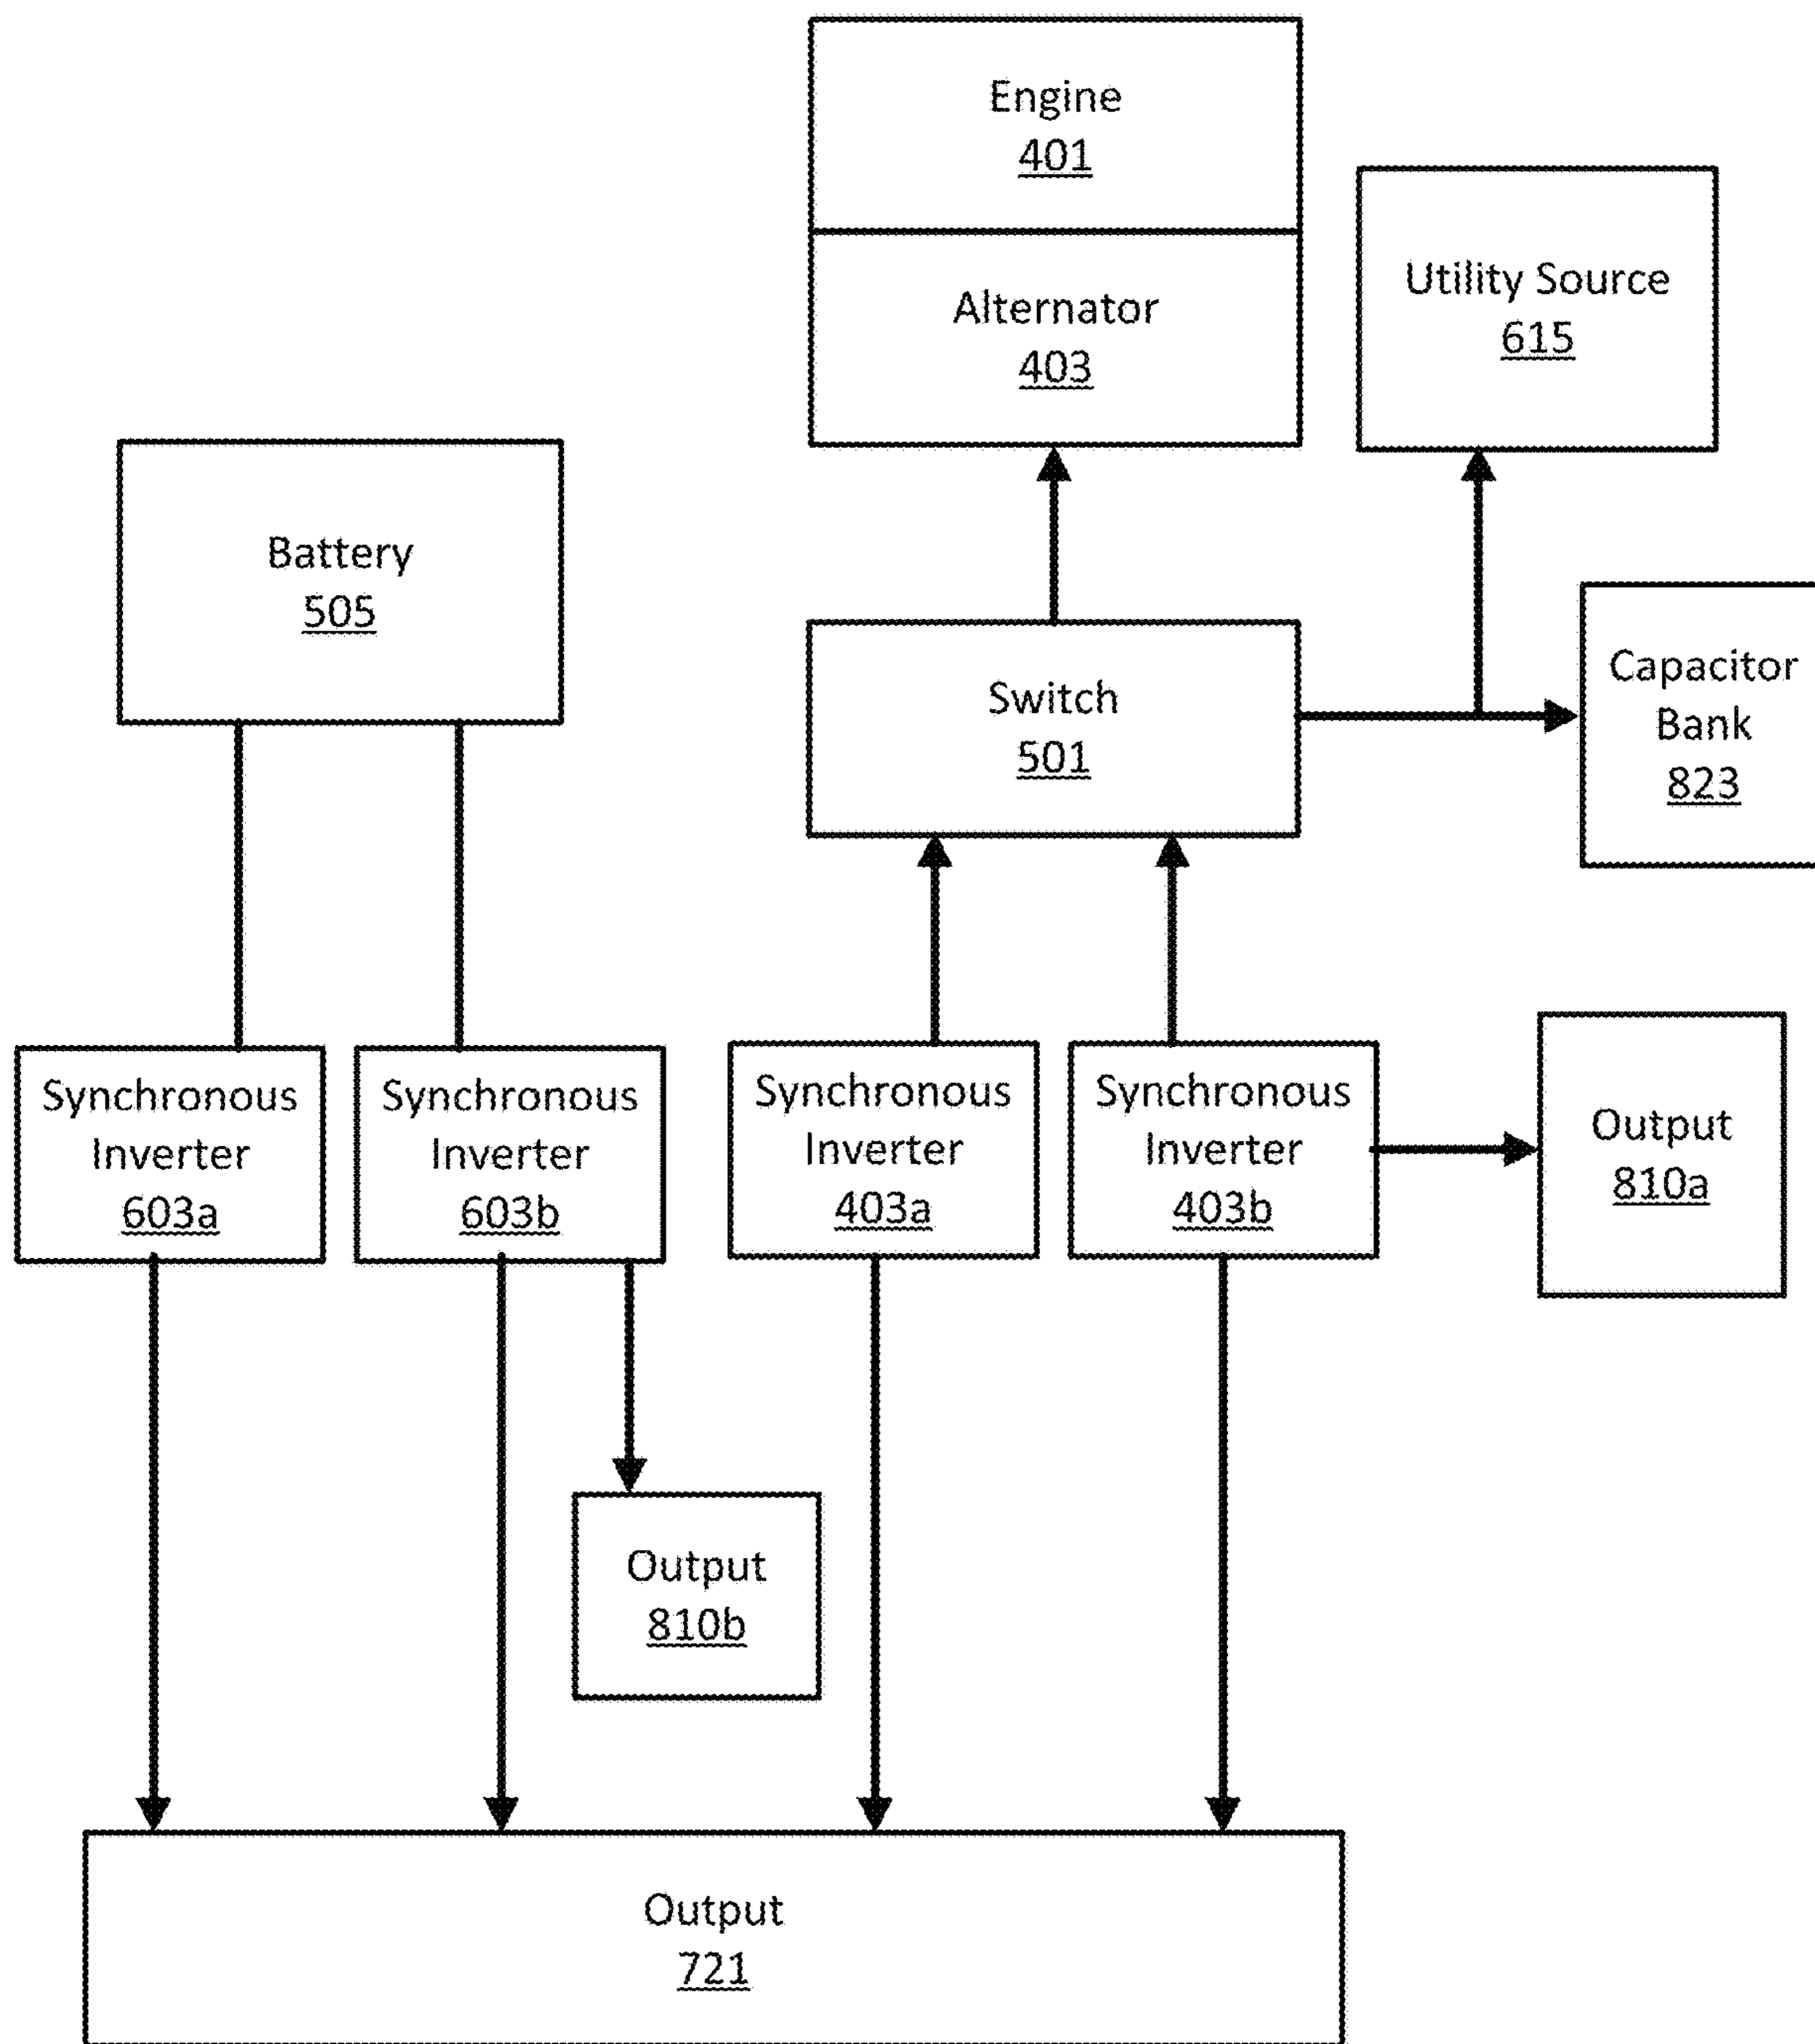 Engine
401
Alternator
403
Utility Source
615
Battery
505
Switch
501
Capacitor
Bank
823
Synchronous
Inverter
603a
Synchronous
Inverter
603b
Synchronous
Inverter
403a
Synchronous
Inverter
403b
Output
810a
Output
810b
Output
721